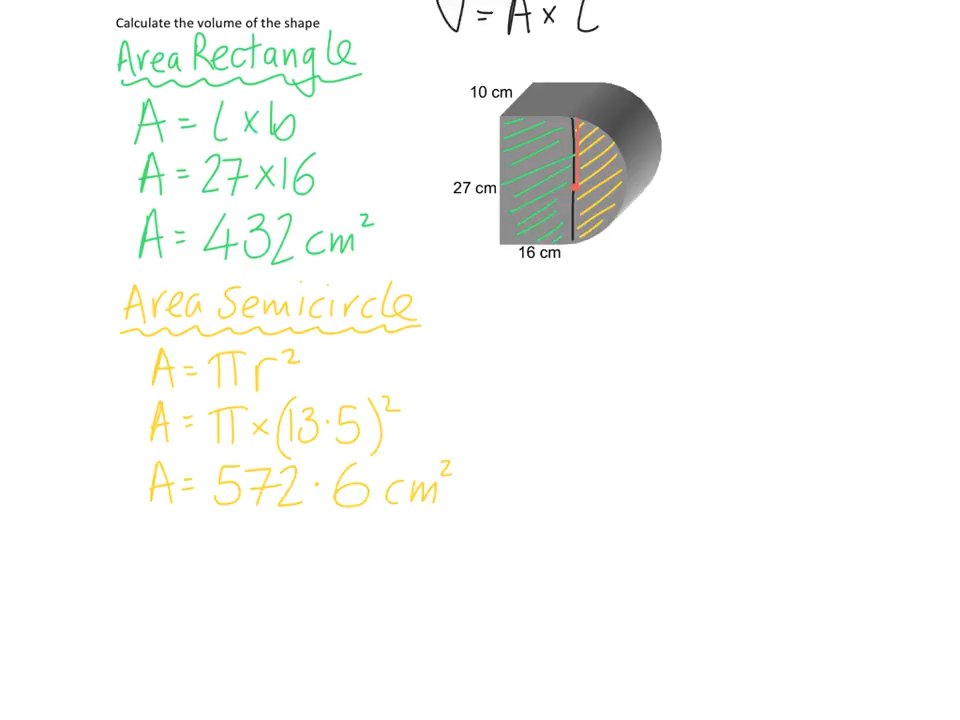 Calculate the volume of the shape
V = A × L
Area Rectangle
A = L × b
A = 27 × 16
A = 432 cm²
10 cm
27 cm
16 cm
Area Semicircle
A = πr²
A = π × (13·5)²
A = 572·6 cm²